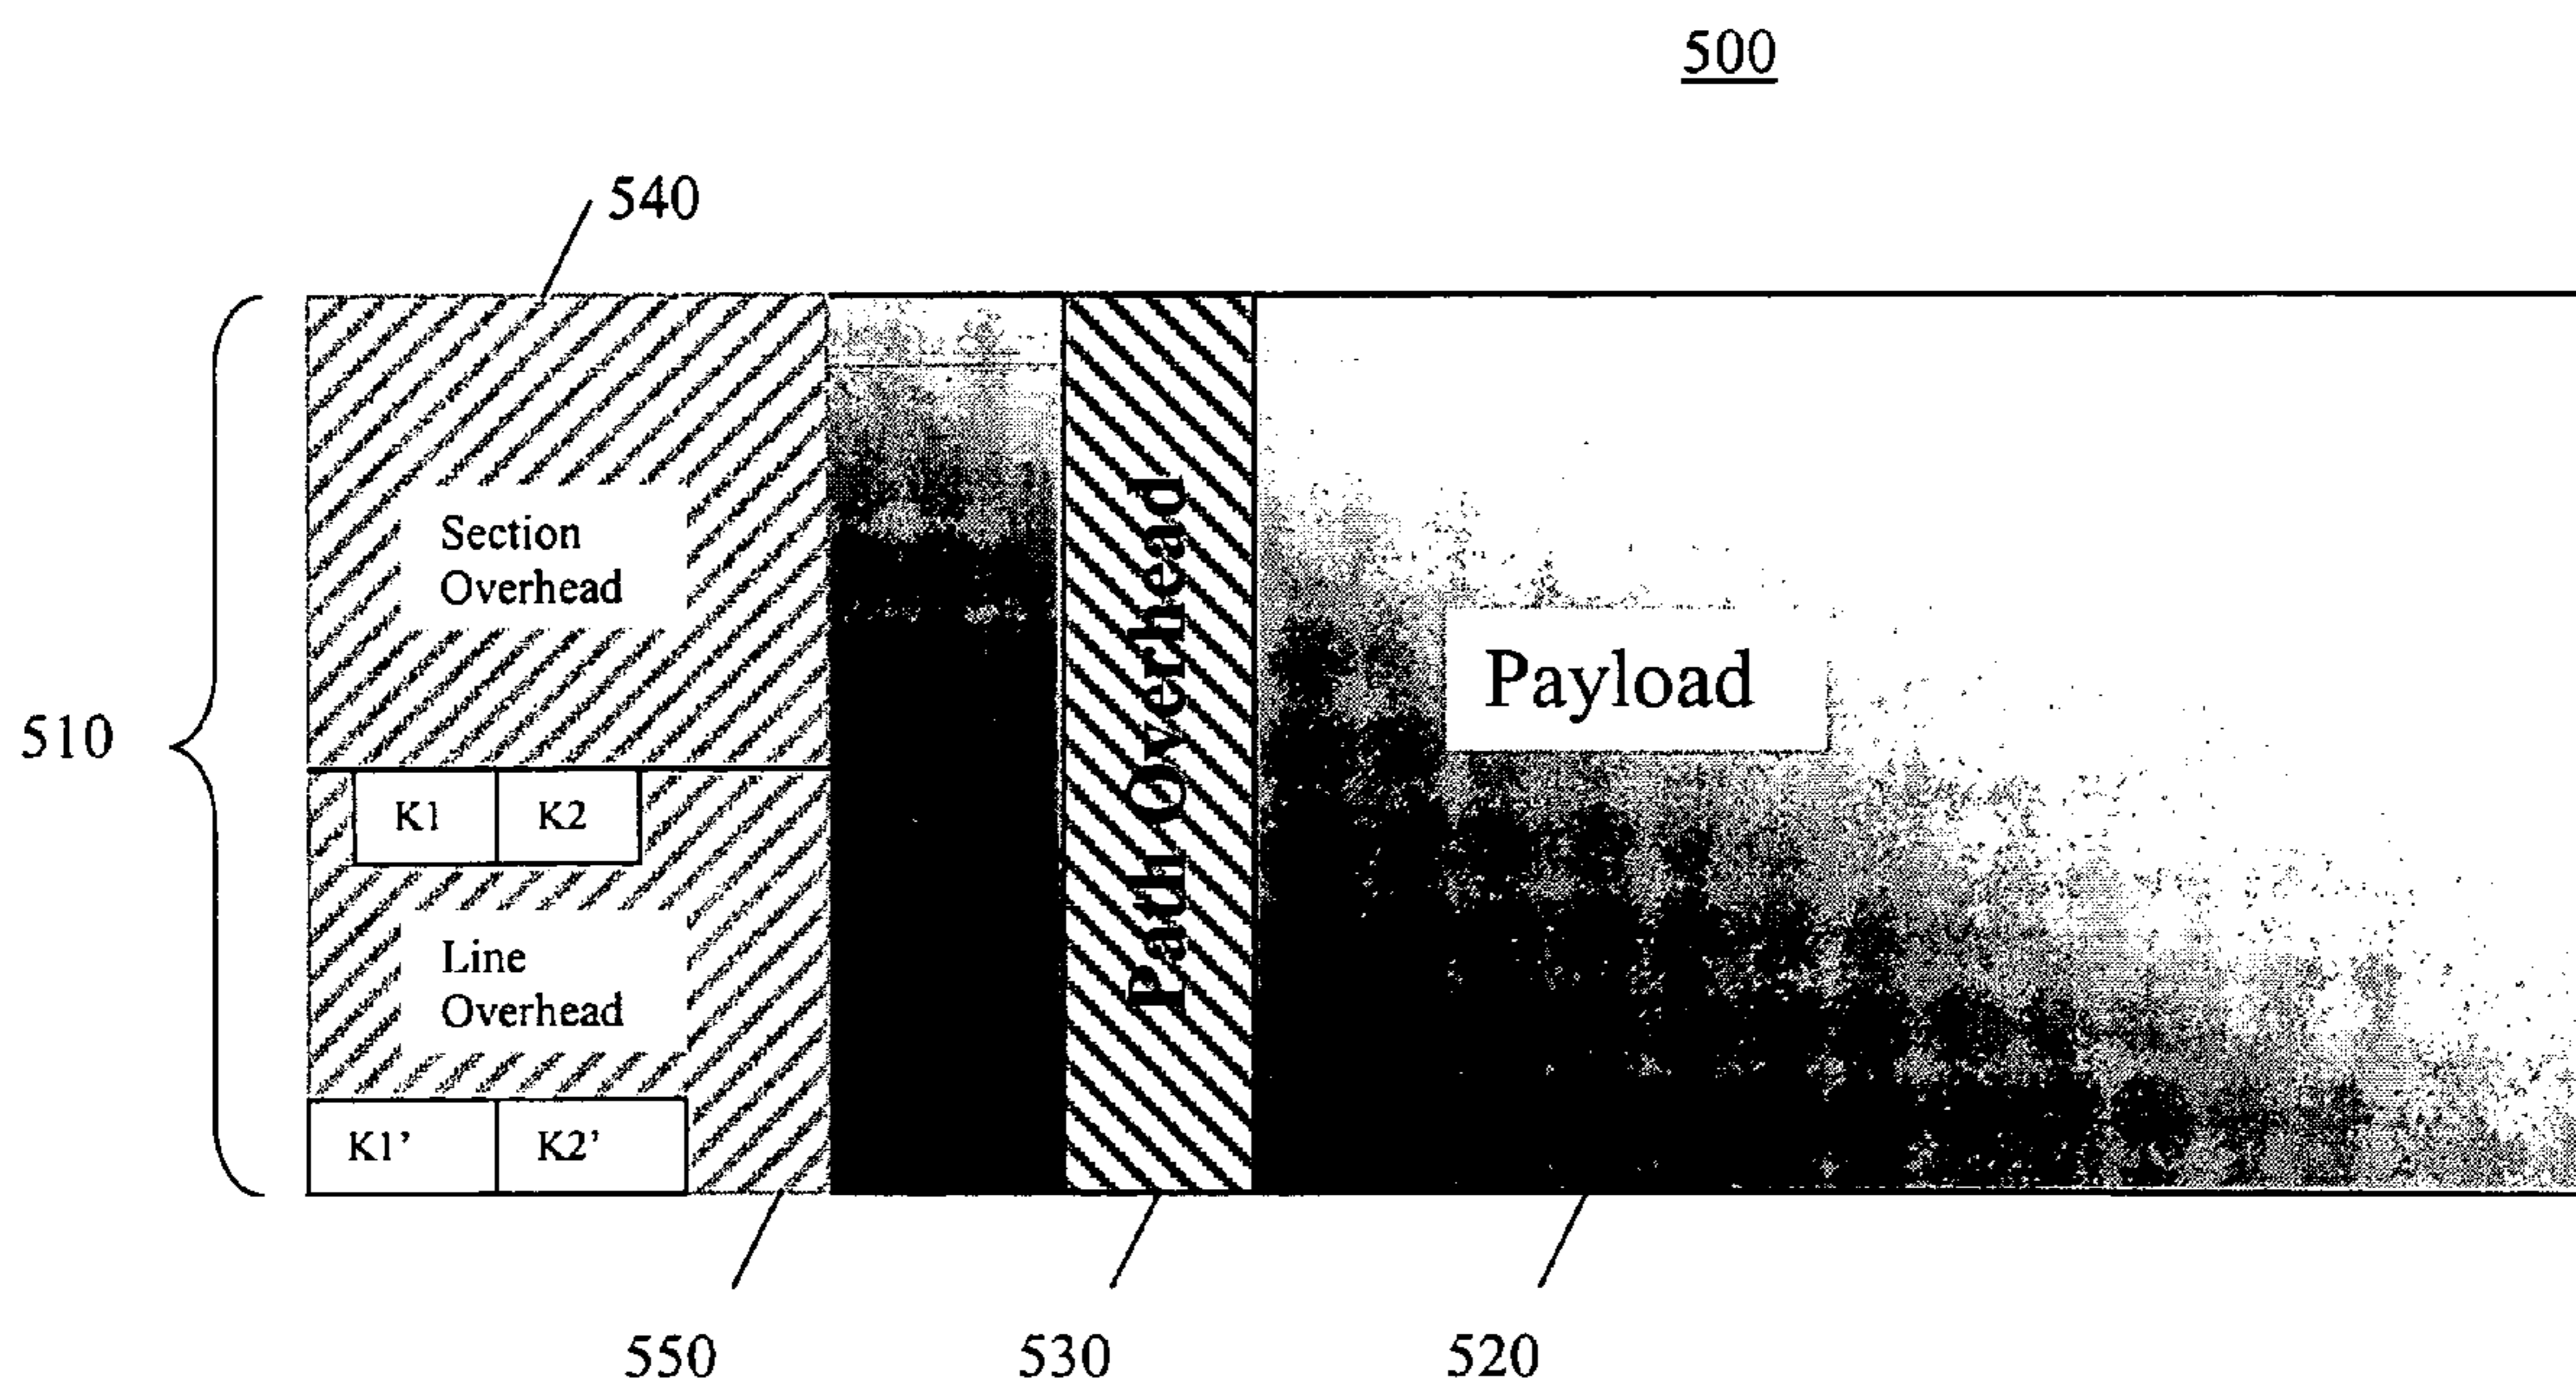 500
540
Section
Overhead
510
K1 K2
Line
Overhead
K1’ K2’
Path Overhead
Payload
550 530 520